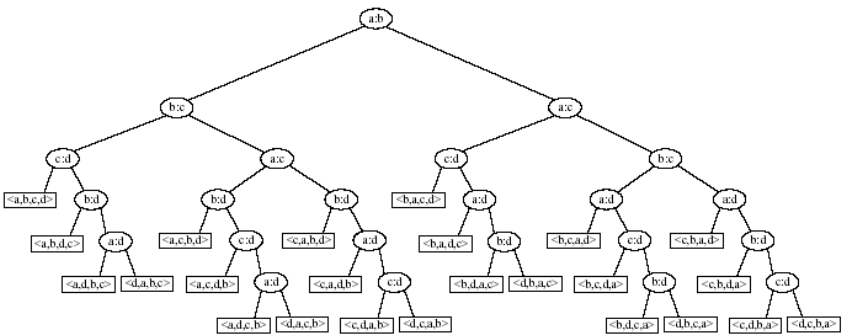 a:b
b:c a:c
c:d a:c c:d b:c
<a,b,c,d> b:d b:d b:d <b,a,c,d> a:d a:d a:d
<a,b,d,c> a:d <a,c,b,d> c:d <c,a,b,d> a:d <b,a,d,c> b:d <b,c,a,d> c:d <c,b,a,d> b:d
<a,d,b,c> <d,a,b,c> <a,c,d,b> a:d <c,a,d,b> c:d <b,d,a,c> <d,b,a,c> <b,c,d,a> b:d <c,b,d,a> c:d
<a,d,c,b> <d,a,c,b> <c,d,a,b> <d,c,a,b> <b,d,c,a> <d,b,c,a> <c,d,b,a> <d,c,b,a>